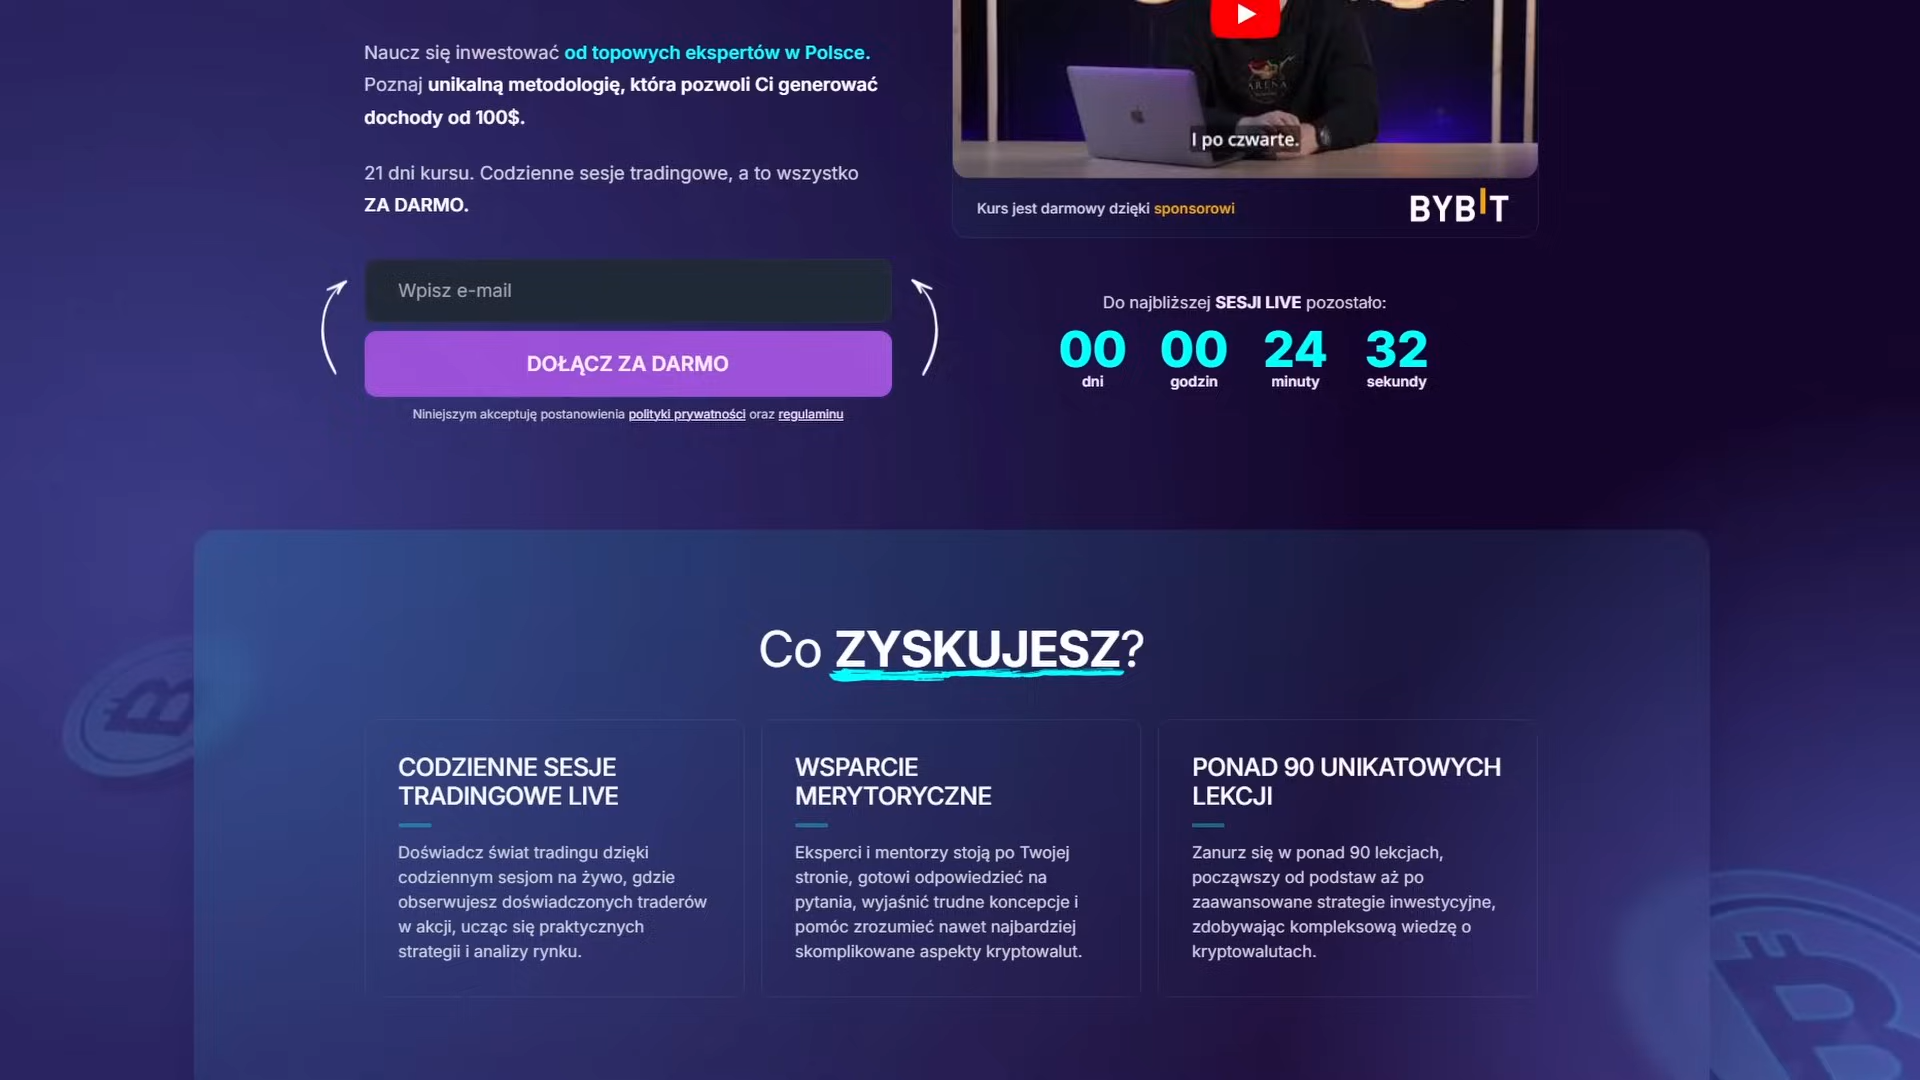 Naucz się inwestować od topowych ekspertów w Polsce.
Poznaj unikalną metodologię, która pozwoli Ci generować
dochody od 100$.
21 dni kursu. Codzienne sesje tradingowe, a to wszystko
ZA DARMO.
Wpisz e-mail
DOŁĄCZ ZA DARMO
Niniejszym akceptuję postanowienia polityki prywatności oraz regulaminu
ARENA
I po czwarte.
Kurs jest darmowy dzięki sponsorowi
BYBIT
Do najbliższej SESJI LIVE pozostało:
00 00 24 32
dni godzin minuty sekundy
Co ZYSKUJESZ?
CODZIENNE SESJE
TRADINGOWE LIVE
Doświadcz świat tradingu dzięki
codziennym sesjom na żywo, gdzie
obserwujesz doświadczonych traderów
w akcji, ucząc się praktycznych
strategii i analizy rynku.
WSPARCIE
MERYTORYCZNE
Eksperci i mentorzy stoją po Twojej
stronie, gotowi odpowiedzieć na
pytania, wyjaśnić trudne koncepcje i
pomóc zrozumieć nawet najbardziej
skomplikowane aspekty kryptowalut.
PONAD 90 UNIKATOWYCH
LEKCJI
Zanurz się w ponad 90 lekcjach,
począwszy od podstaw aż po
zaawansowane strategie inwestycyjne,
zdobywając kompleksową wiedzę o
kryptowalutach.